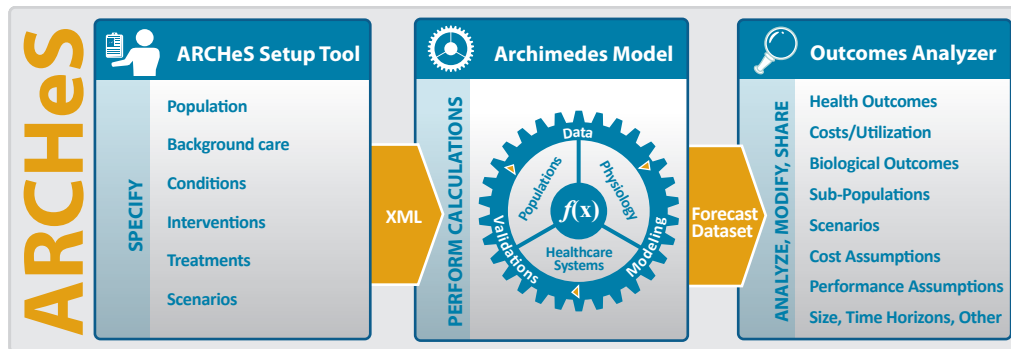 ARCHeS
ARCHeS Setup Tool
SPECIFY
Population
Background care
Conditions
Interventions
Treatments
Scenarios
XML
Archimedes Model
PERFORM CALCULATIONS
Data
Populations
Physiology
f(x)
Healthcare
Systems
Validations
Modeling
Forecast
Dataset
Outcomes Analyzer
ANALYZE, MODIFY, SHARE
Health Outcomes
Costs/Utilization
Biological Outcomes
Sub-Populations
Scenarios
Cost Assumptions
Performance Assumptions
Size, Time Horizons, Other